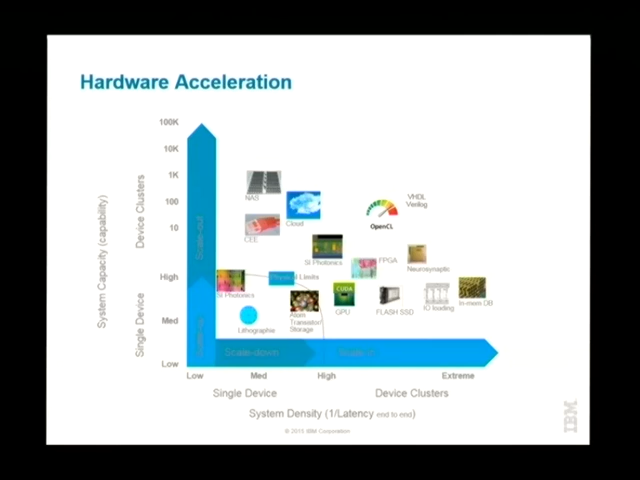 Hardware Acceleration
100K
10K
1K
100
10
High
Med
Low
System Capacity (capability)
Device Clusters
Single Device
Scale-out
NAS
Cloud
CEE
OpenCL
VHDL
Verilog
SI Photonics
FPGA
Neurosynaptic
SI Photonics
Physical Limits
CUDA
GPU
FLASH SSD
IO loading
In-mem DB
Lithographie
Atom
Transistor/
Storage
Scale-down
Low
Med
High
Extreme
Single Device
Device Clusters
System Density (1/Latency end to end)
© 2015 IBM Corporation
IBM